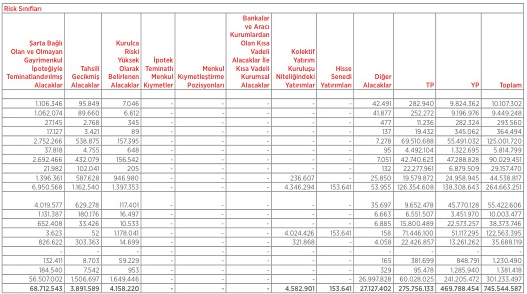 Risk Sınıfları
Şarta Bağlı Olan ve Olmayan Gayrimenkul İpoteğiyle Teminatlandırılmış Alacaklar
Tahsili Gecikmiş Alacaklar
Kurulca Riski Yüksek Olarak Belirlenen Alacaklar
İpotek Teminatlı Menkul Kıymetler
Menkul Kıymetleştirme Pozisyonları
Bankalar ve Aracı Kurumlardan Olan Kısa Vadeli Alacaklar İle Kısa Vadeli Kurumsal Alacaklar
Kolektif Yatırım Kuruluşu Niteliğindeki Yatırımlar
Hisse Senedi Yatırımları
Diğer Alacaklar
TP
YP
Toplam
1.106.346 95.849 7.046 - - - - - 42.491 282.940 9.824.362 10.107.302
1.062.074 89.660 6.612 - - - - - 41.877 252.272 9.196.976 9.449.248
27.145 2.768 345 - - - - - 477 11.236 282.324 293.560
17.127 3.421 89 - - - - - 137 19.432 345.062 364.494
2.752.266 538.875 157.395 - - - - - 7.278 69.510.688 55.491.032 125.001.720
37.818 4.755 648 - - - - - 95 4.492.104 1.322.695 5.814.799
2.692.466 432.079 156.542 - - - - - 7.051 42.740.623 47.288.828 90.029.451
21.982 102.041 205 - - - - - 132 22.277.961 6.879.509 29.157.470
1.396.361 587.628 946.980 - - - 236.607 - 25.850 19.579.872 24.958.945 44.538.817
6.950.568 1.162.540 1.397.353 - - - 4.346.294 153.641 53.955 126.354.608 138.308.643 264.663.251
4.019.577 629.278 117.401 - - - - - 35.697 9.652.478 45.770.128 55.422.606
1.131.387 180.176 16.497 - - - - - 6.663 6.551.507 3.451.970 10.003.477
652.408 33.426 10.533 - - - - - 6.885 15.800.489 22.573.257 38.373.746
3.623 52 1.178.041 - - - 4.024.426 153.641 158 71.446.100 51.117.295 122.563.395
826.622 303.363 14.699 - - - 321.868 - 4.058 22.426.857 13.261.262 35.688.119
132.411 8.703 59.229 - - - - - 165 381.699 848.791 1.230.490
184.540 7.542 953 - - - - - 329 95.478 1.285.940 1.381.418
56.507.002 1.506.697 1.649.446 - - - - - 26.997.828 60.028.025 241.205.472 301.233.497
68.712.543 3.891.589 4.158.220 - - - 4.582.901 153.641 27.127.402 275.756.133 469.788.454 745.544.587